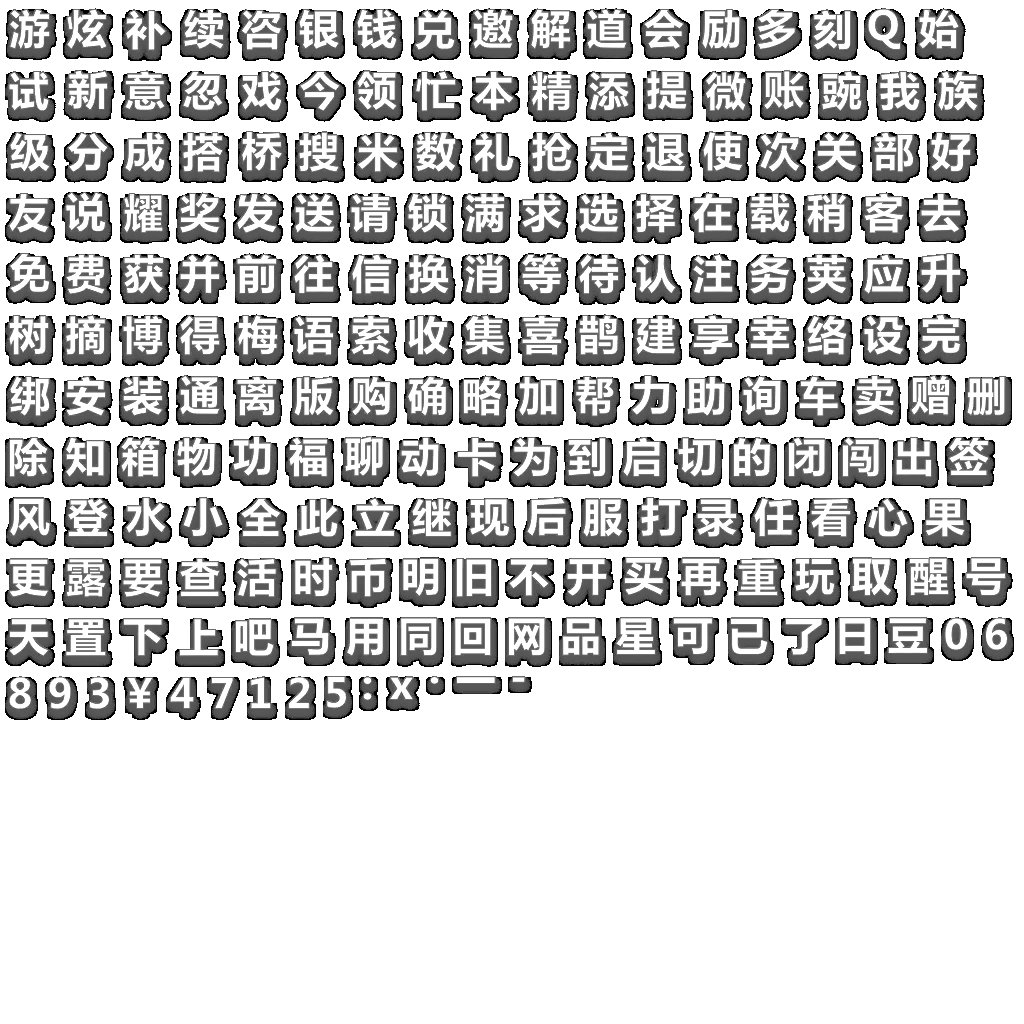 游炫补续咨银钱兑邀解道会励多刻Q始
试新意忽戏今领忙本精添提微账豌我族
级分成搭桥搜米数礼抢定退使次关部好
友说耀奖发送请锁满求选择在载稍客去
免费获并前往信换消等待认注务荚应升
树摘博得梅语索收集喜鹊建享幸络设完
绑安装通离版购确略加帮力助询车卖赠删
除知箱物功福聊动卡为到启切的闭闯出签
风登水小全此立继现后服打录任看心果
更露要查活时币明旧不开买再重玩取醒号
天置下上吧马用同回网品星可已了日豆06
893¥47125:x·一-